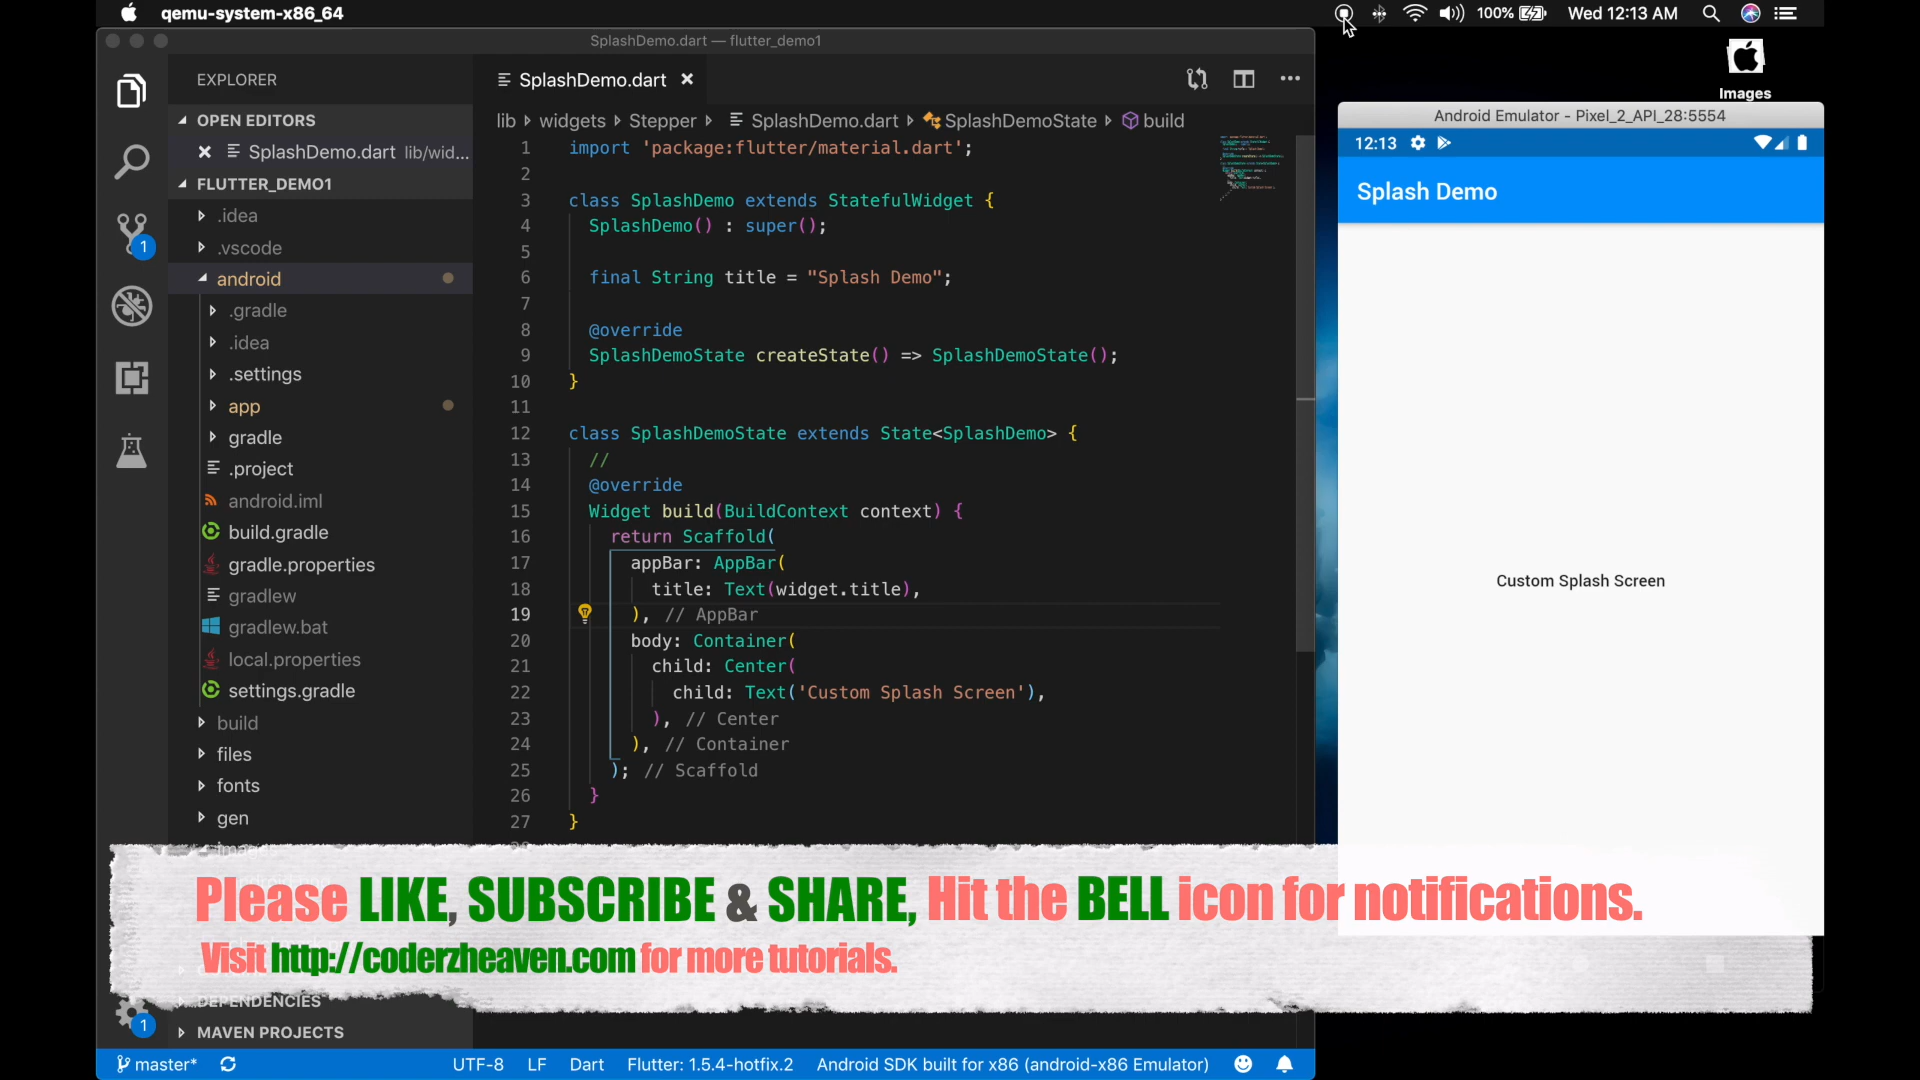 qemu-system-x86_64
100%
Wed 12:13 AM
SplashDemo.dart — flutter_demo1
Images
EXPLORER
OPEN EDITORS
SplashDemo.dart lib/wid...
FLUTTER_DEMO1
.idea
.vscode
android
.gradle
.idea
.settings
app
gradle
.project
android.iml
build.gradle
gradle.properties
gradlew
gradlew.bat
local.properties
settings.gradle
build
files
fonts
gen
DEPENDENCIES
MAVEN PROJECTS
1
1
SplashDemo.dart
lib widgets Stepper SplashDemo.dart SplashDemoState build
1 import 'package:flutter/material.dart';
2
3 class SplashDemo extends StatefulWidget {
4 SplashDemo() : super();
5
6 final String title = "Splash Demo";
7
8 @override
9 SplashDemoState createState() => SplashDemoState();
10 }
11
12 class SplashDemoState extends State<SplashDemo> {
13 //
14 @override
15 Widget build(BuildContext context) {
16 return Scaffold(
17 appBar: AppBar(
18 title: Text(widget.title),
19 ), // AppBar
20 body: Container(
21 child: Center(
22 child: Text('Custom Splash Screen'),
23 ), // Center
24 ), // Container
25 ); // Scaffold
26 }
27 }
Android Emulator - Pixel_2_API_28:5554
12:13
Splash Demo
Custom Splash Screen
Please LIKE, SUBSCRIBE & SHARE, Hit the BELL icon for notifications.
Visit http://coderzheaven.com for more tutorials.
master*
UTF-8
LF
Dart
Flutter: 1.5.4-hotfix.2
Android SDK built for x86 (android-x86 Emulator)